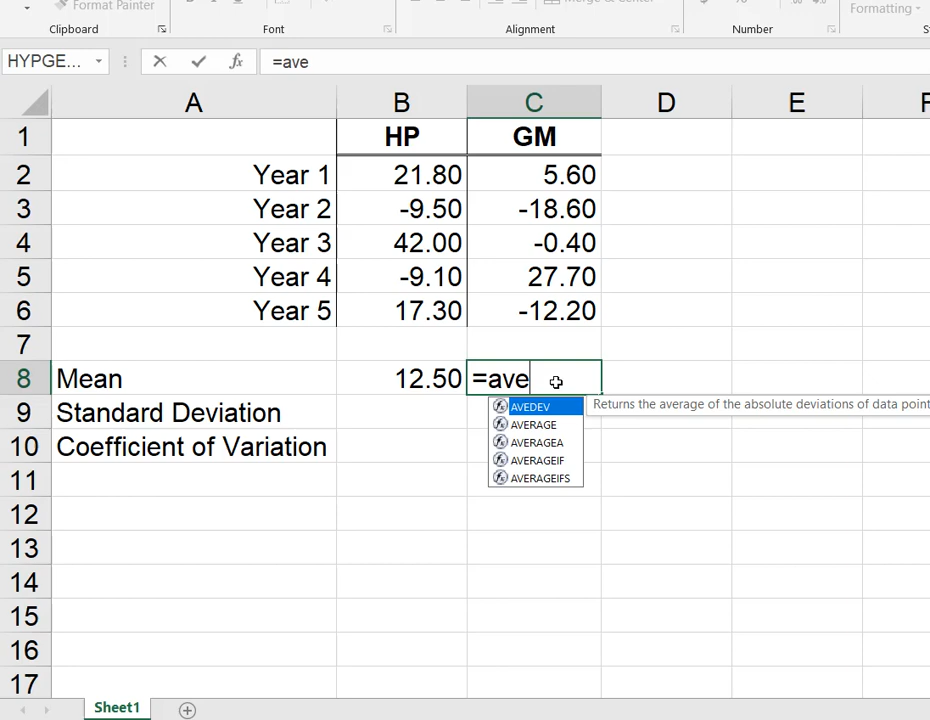 Format Painter
Merge & Center
Formatting
Clipboard Font Alignment Number
HYPGE... fx =ave
A B C D E F
1 HP GM
2 Year 1 21.80 5.60
3 Year 2 -9.50 -18.60
4 Year 3 42.00 -0.40
5 Year 4 -9.10 27.70
6 Year 5 17.30 -12.20
7
8 Mean 12.50 =ave
AVEDEV Returns the average of the absolute deviations of data point
9 Standard Deviation
AVERAGE
AVERAGEA
10 Coefficient of Variation
AVERAGEIF
AVERAGEIFS
11
12
13
14
15
16
17
Sheet1